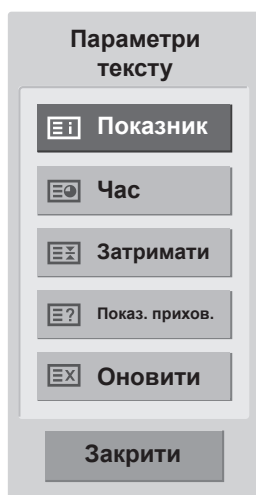 Параметри
тексту
Показник
Час
Затримати
Показ. прихов.
Оновити
Закрити